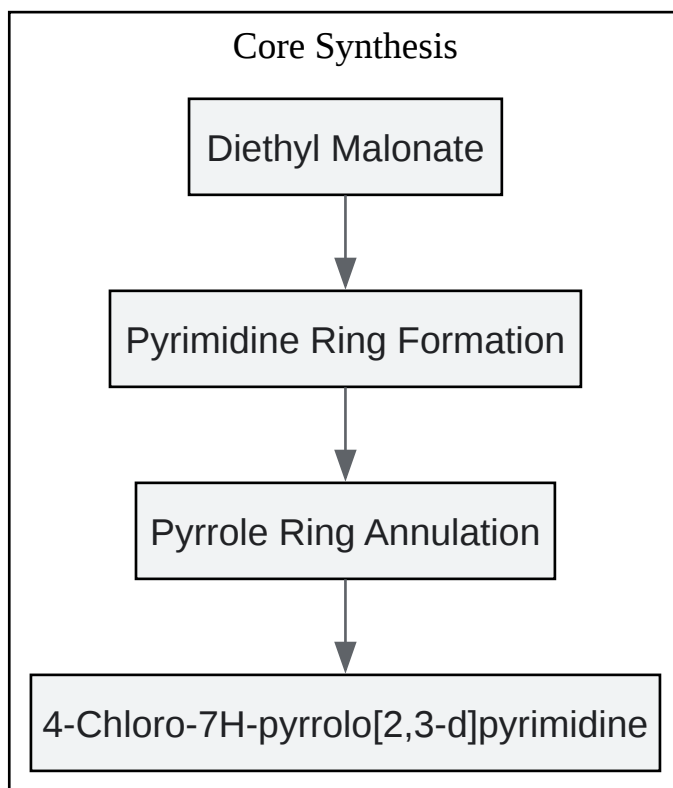 Core Synthesis
Diethyl Malonate
Pyrimidine Ring Formation
Pyrrole Ring Annulation
4-Chloro-7H-pyrrolo[2,3-d]pyrimidine